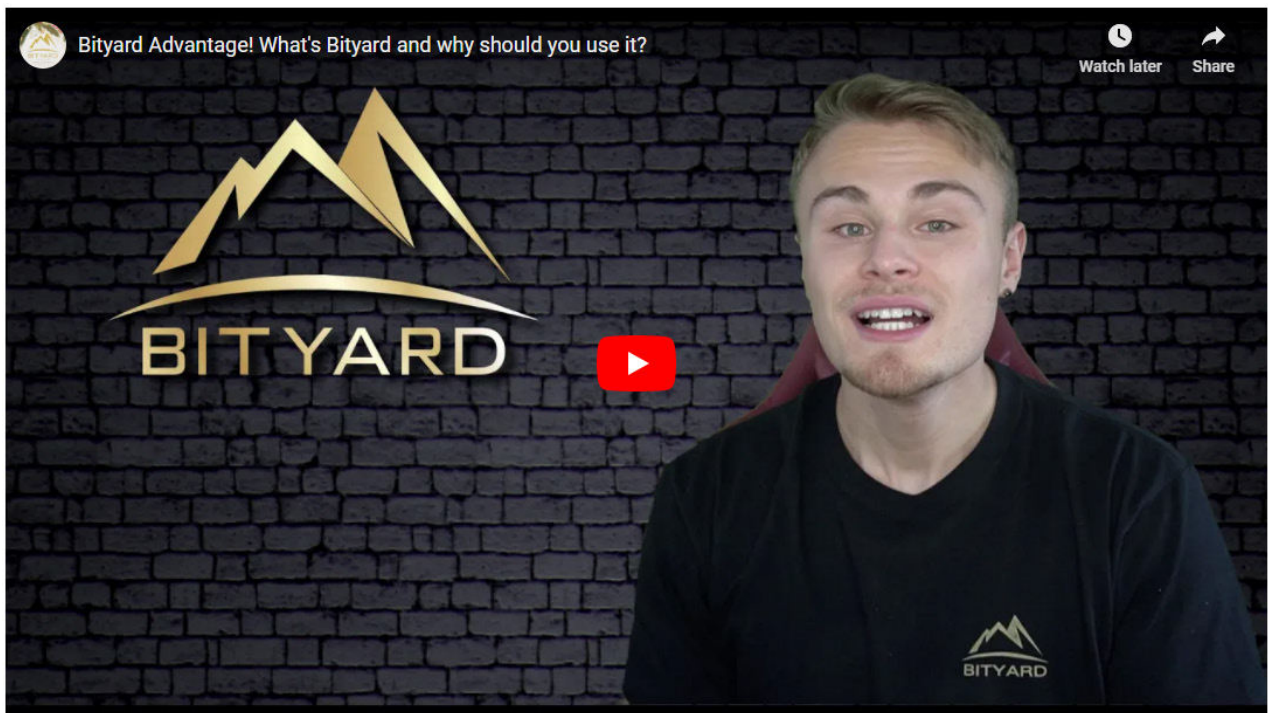 Bityard Advantage! What's Bityard and why should you use it?
Watch later
Share
BITYARD
BITYARD